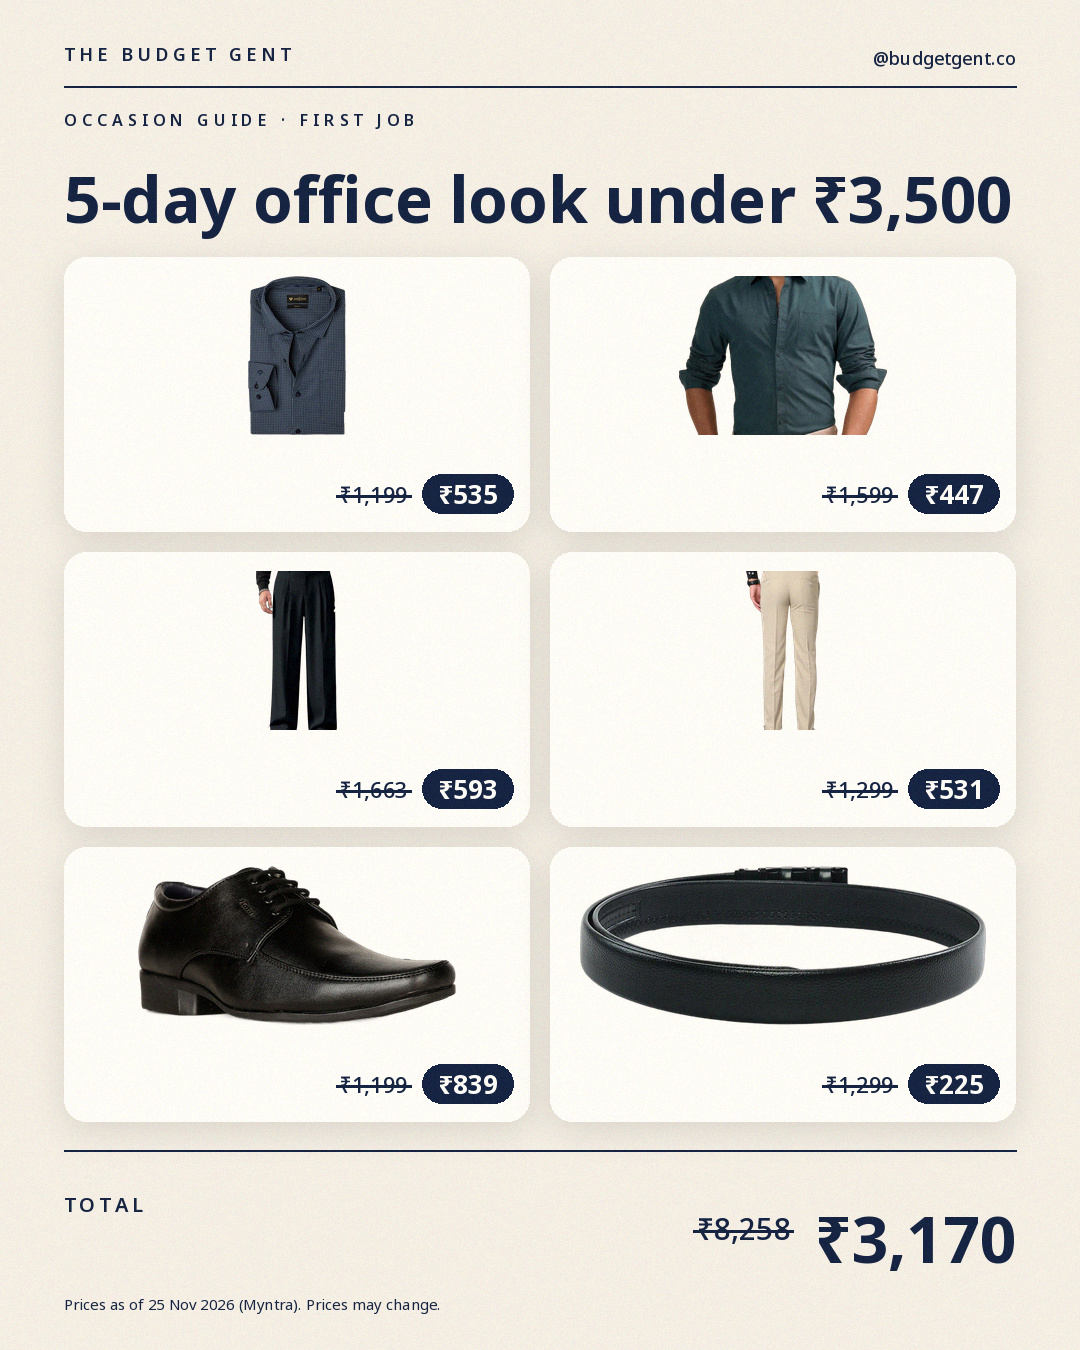 THE BUDGET GENT
@budgetgent.co
OCCASION GUIDE · FIRST JOB
5-day office look under ₹3,500
₹1,199 ₹535
₹1,599 ₹447
₹1,663 ₹593
₹1,299 ₹531
₹1,199 ₹839
₹1,299 ₹225
TOTAL
₹8,258 ₹3,170
Prices as of 25 Nov 2026 (Myntra). Prices may change.